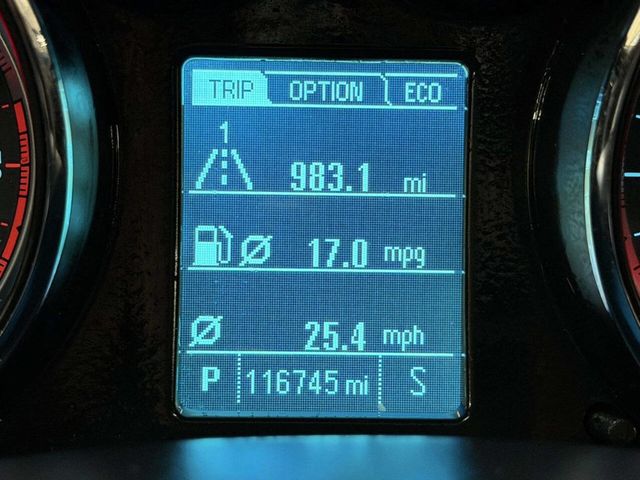 TRIP OPTION ECO
1
983.1 mi
17.0 mpg
25.4 mph
P 116745 mi S